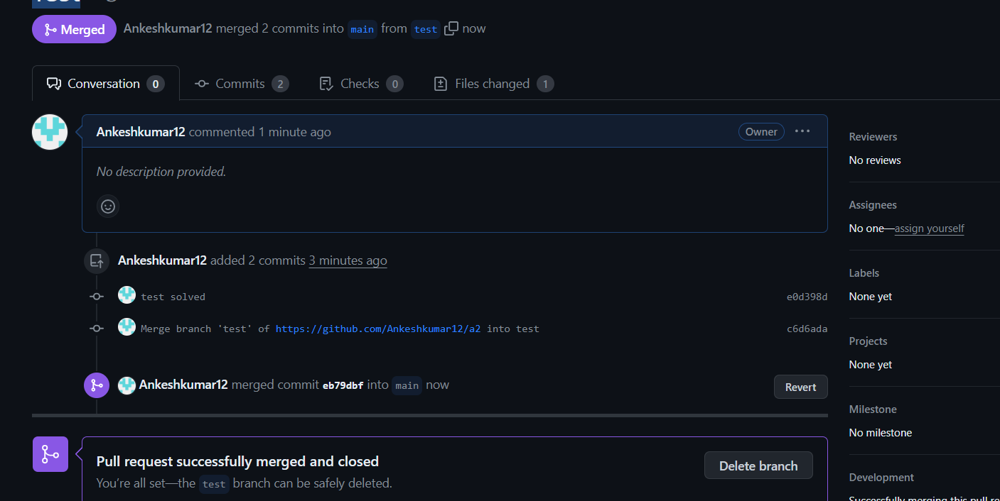 Merged Ankeshkumar12 merged 2 commits into main from test now
Conversation 0 Commits 2 Checks 0 Files changed 1
Ankeshkumar12 commented 1 minute ago Owner
No description provided.
Ankeshkumar12 added 2 commits 3 minutes ago
test solved e0d398d
Merge branch 'test' of https://github.com/Ankeshkumar12/a2 into test c6d6ada
Ankeshkumar12 merged commit eb79dbf into main now Revert
Pull request successfully merged and closed
You're all set—the test branch can be safely deleted.
Delete branch
Reviewers
No reviews
Assignees
No one—assign yourself
Labels
None yet
Projects
None yet
Milestone
No milestone
Development
Successfully merging this pull